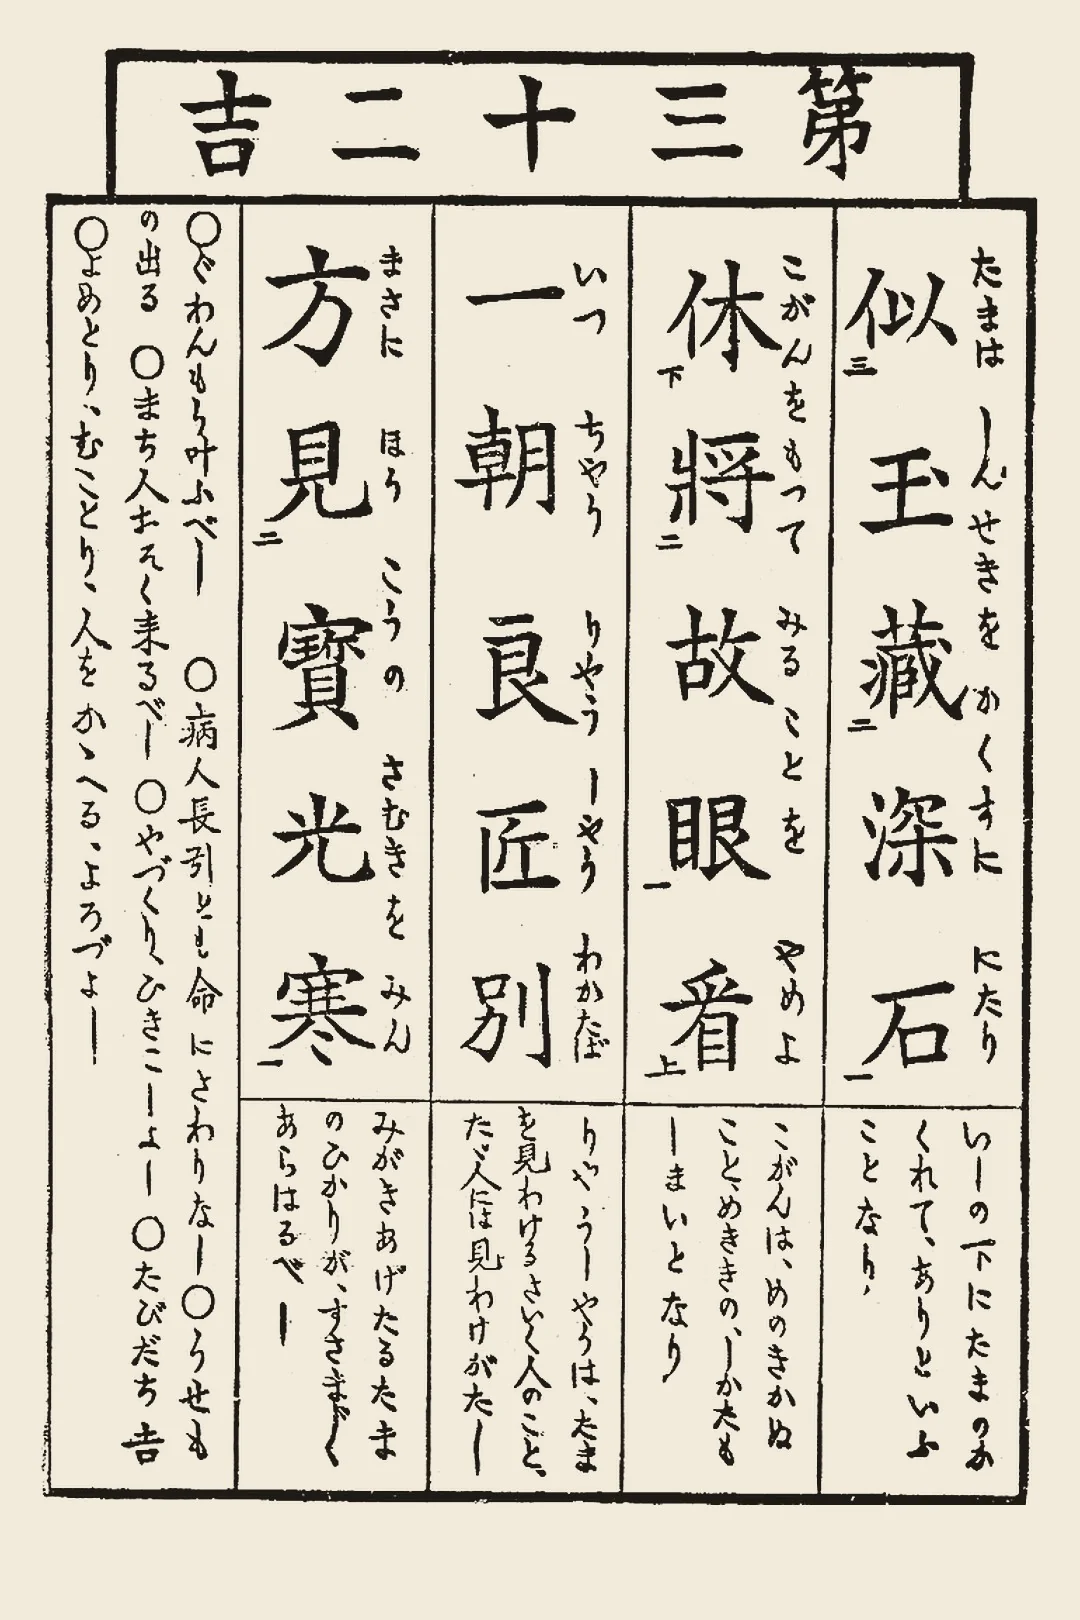 第三十二吉
たまは しんせきを かくすに にたり
似三玉藏二深石一
いしの下にたまのか
くれて、ありといふ
ことなり、
こがんをもつて みる ことを やめよ
休下將二故眼一看上
こがんは、めのきかぬ
こと、めききの、しかたも
しまいとなり
いつ ちやう りやう しやう わかたば
一朝良匠別
りやうしやうは、たま
を見わけるさいく人のこと、
たゞ人には見わけがたし
まさに ほう こうの さむきを みん
方見二寶光寒一
みがきあげたるたま
のひかりが、すさまじく
あらはるべし
○ぐわんもう叶ふべし ○病人長引とも命にさわりなし○うせも
の出る ○まち人おそく来るべし ○やづくり、ひきこしよし ○たびだち吉
○よめとり、むことり、人をかゝへる、よろづよし